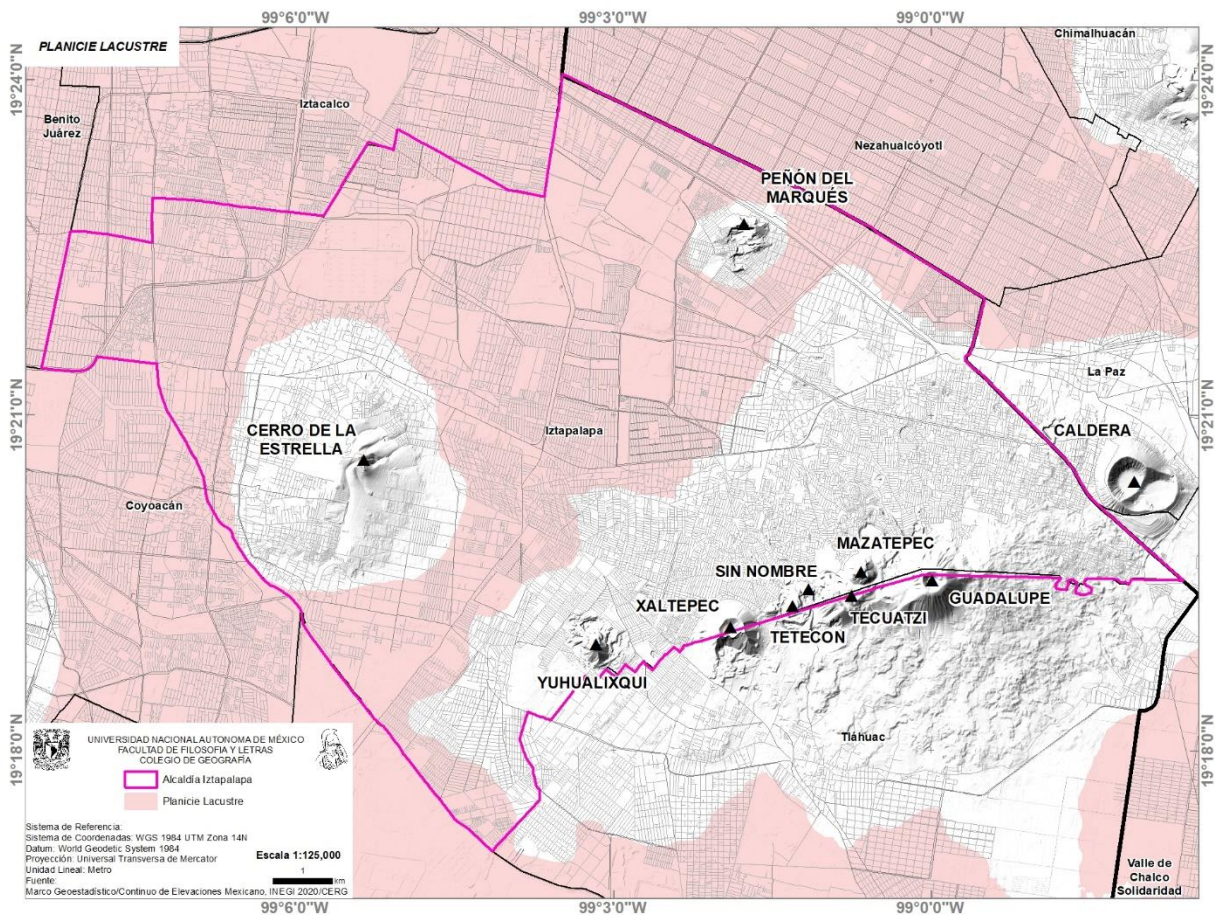 99°6'0"W
99°3'0"W
99°0'0"W
PLANICIE LACUSTRE
Chimalhuacán
19°24'0"N
19°24'0"N
Iztacalco
Benito
Juárez
Nezahualcóyotl
PEÑÓN DEL
MARQUÉS
La Paz
19°21'0"N
19°21'0"N
CERRO DE LA
ESTRELLA
Iztapalapa
CALDERA
Coyoacán
MAZATEPEC
SIN NOMBRE
XALTEPEC
GUADALUPE
TECUATZI
TETECON
YUHUALIXQUI
Tláhuac
19°18'0"N
19°18'0"N
UNIVERSIDAD NACIONAL AUTONOMA DE MÉXICO
FACULTAD DE FILOSOFIA Y LETRAS
COLEGIO DE GEOGRAFÍA
Alcaldía Iztapalapa
Planicie Lacustre
Sistema de Referencia:
Sistema de Coordenadas: WGS 1984 UTM Zona 14N
Datum: World Geodetic System 1984
Proyección: Universal Transversa de Mercator
Unidad Lineal: Metro
Fuente:
Marco Geoestadístico/Continuo de Elevaciones Mexicano, INEGI 2020/CERG
Escala 1:125,000
1
km
Valle de
Chalco
Solidaridad
99°6'0"W
99°3'0"W
99°0'0"W